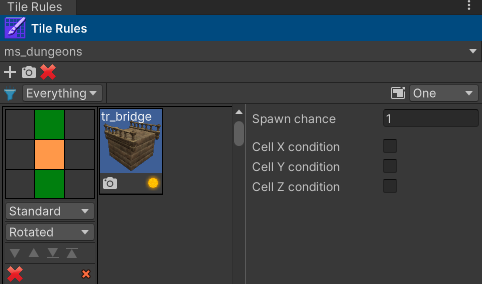 Tile Rules
Tile Rules
ms_dungeons
Everything
One
tr_bridge
Spawn chance
1
Cell X condition
Cell Y condition
Cell Z condition
Standard
Rotated